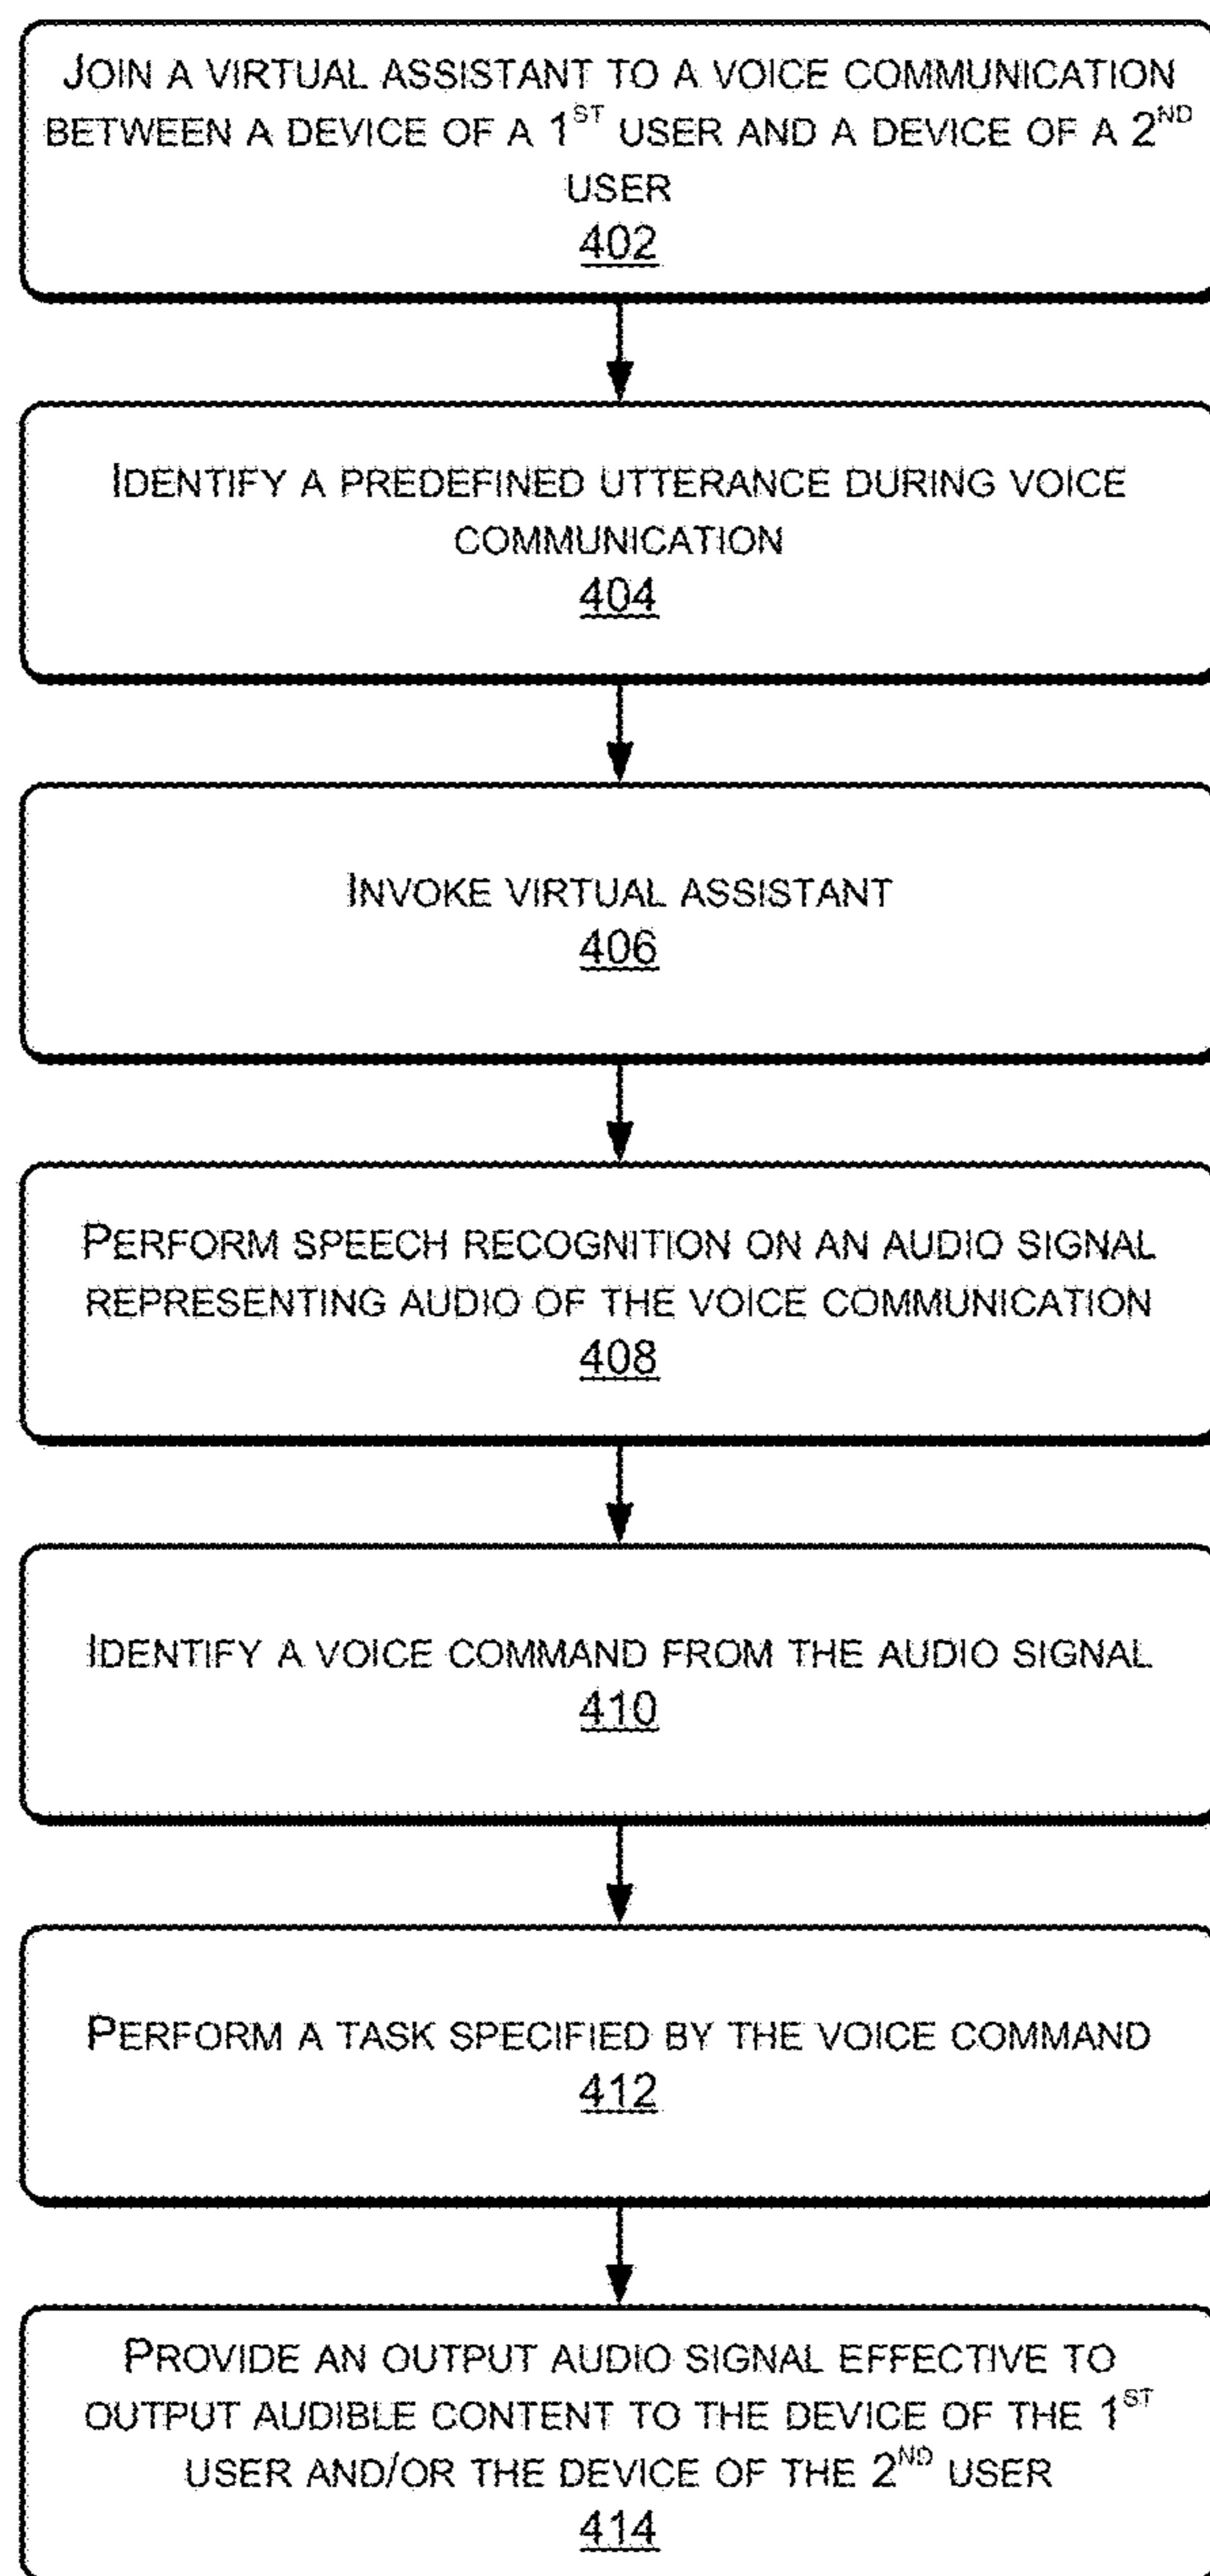 JOIN A VIRTUAL ASSISTANT TO A VOICE COMMUNICATION
BETWEEN A DEVICE OF A 1ST USER AND A DEVICE OF A 2ND
USER
402
IDENTIFY A PREDEFINED UTTERANCE DURING VOICE
COMMUNICATION
404
INVOKE VIRTUAL ASSISTANT
406
PERFORM SPEECH RECOGNITION ON AN AUDIO SIGNAL
REPRESENTING AUDIO OF THE VOICE COMMUNICATION
408
IDENTIFY A VOICE COMMAND FROM THE AUDIO SIGNAL
410
PERFORM A TASK SPECIFIED BY THE VOICE COMMAND
412
PROVIDE AN OUTPUT AUDIO SIGNAL EFFECTIVE TO
OUTPUT AUDIBLE CONTENT TO THE DEVICE OF THE 1ST
USER AND/OR THE DEVICE OF THE 2ND USER
414